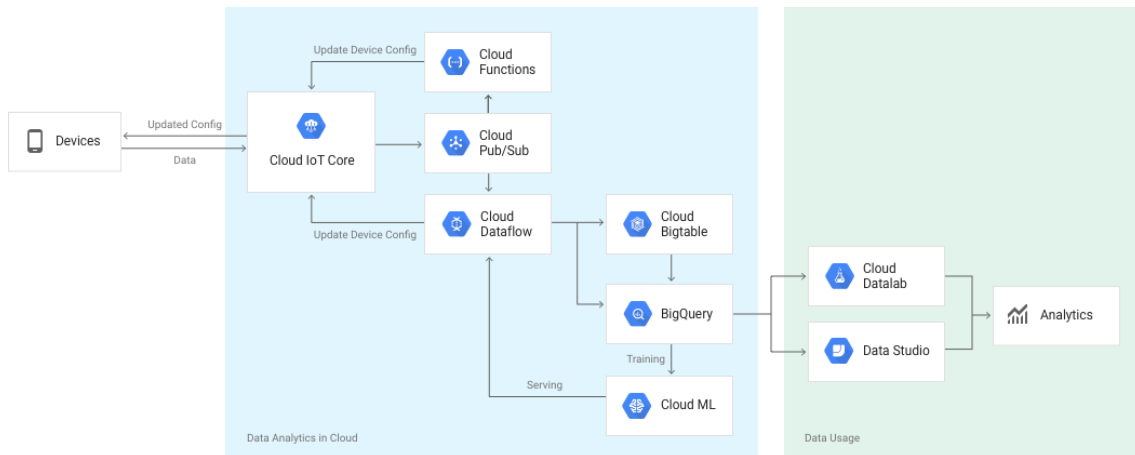 Update Device Config
Cloud
Functions
Devices
Updated Config
Data
Cloud IoT Core
Cloud
Pub/Sub
Update Device Config
Cloud
Dataflow
Cloud
Bigtable
BigQuery
Training
Serving
Cloud ML
Data Analytics in Cloud
Cloud
Datalab
Data Studio
Analytics
Data Usage